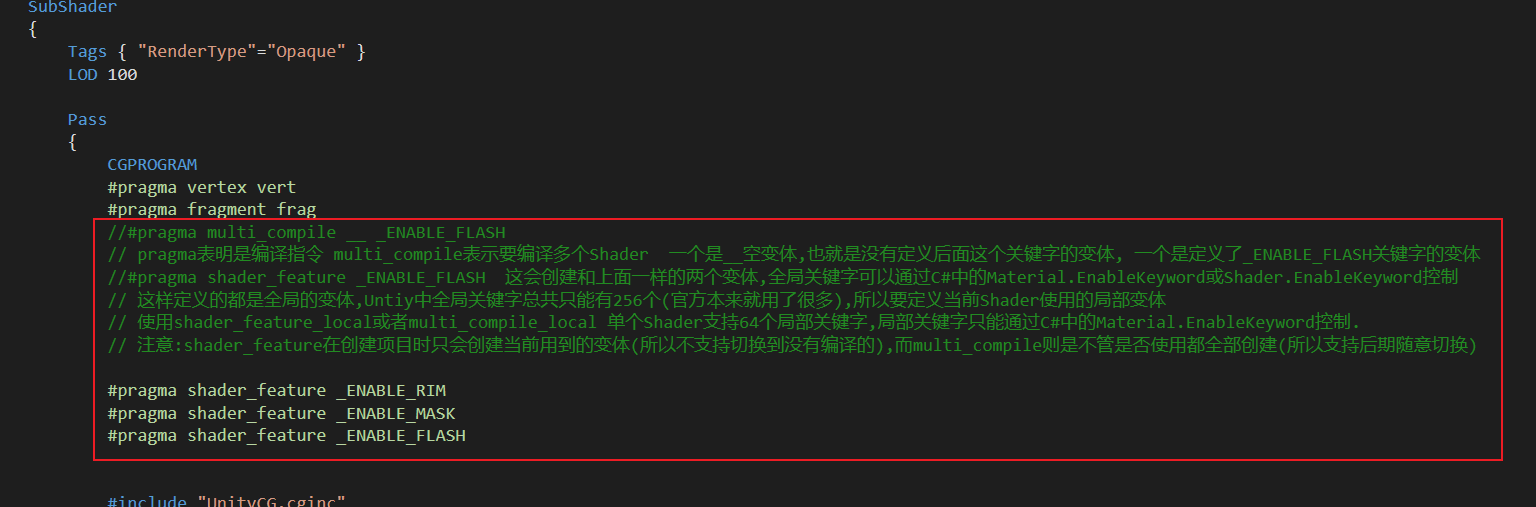 SubShader
{
Tags { "RenderType"="Opaque" }
LOD 100
Pass
{
CGPROGRAM
#pragma vertex vert
#pragma fragment frag
//#pragma multi_compile __ _ENABLE_FLASH
// pragma表明是编译指令 multi_compile表示要编译多个Shader  一个是__空变体,也就是没有定义后面这个关键字的变体, 一个是定义了_ENABLE_FLASH关键字的变体
//#pragma shader_feature _ENABLE_FLASH  这会创建和上面一样的两个变体,全局关键字可以通过C#中的Material.EnableKeyword或Shader.EnableKeyword控制
// 这样定义的都是全局的变体,Untiy中全局关键字总共只能有256个(官方本来就用了很多),所以要定义当前Shader使用的局部变体
// 使用shader_feature_local或者multi_compile_local 单个Shader支持64个局部关键字,局部关键字只能通过C#中的Material.EnableKeyword控制.
// 注意:shader_feature在创建项目时只会创建当前用到的变体(所以不支持切换到没有编译的),而multi_compile则是不管是否使用都全部创建(所以支持后期随意切换)
#pragma shader_feature _ENABLE_RIM
#pragma shader_feature _ENABLE_MASK
#pragma shader_feature _ENABLE_FLASH
#include "UnityCG.cginc"